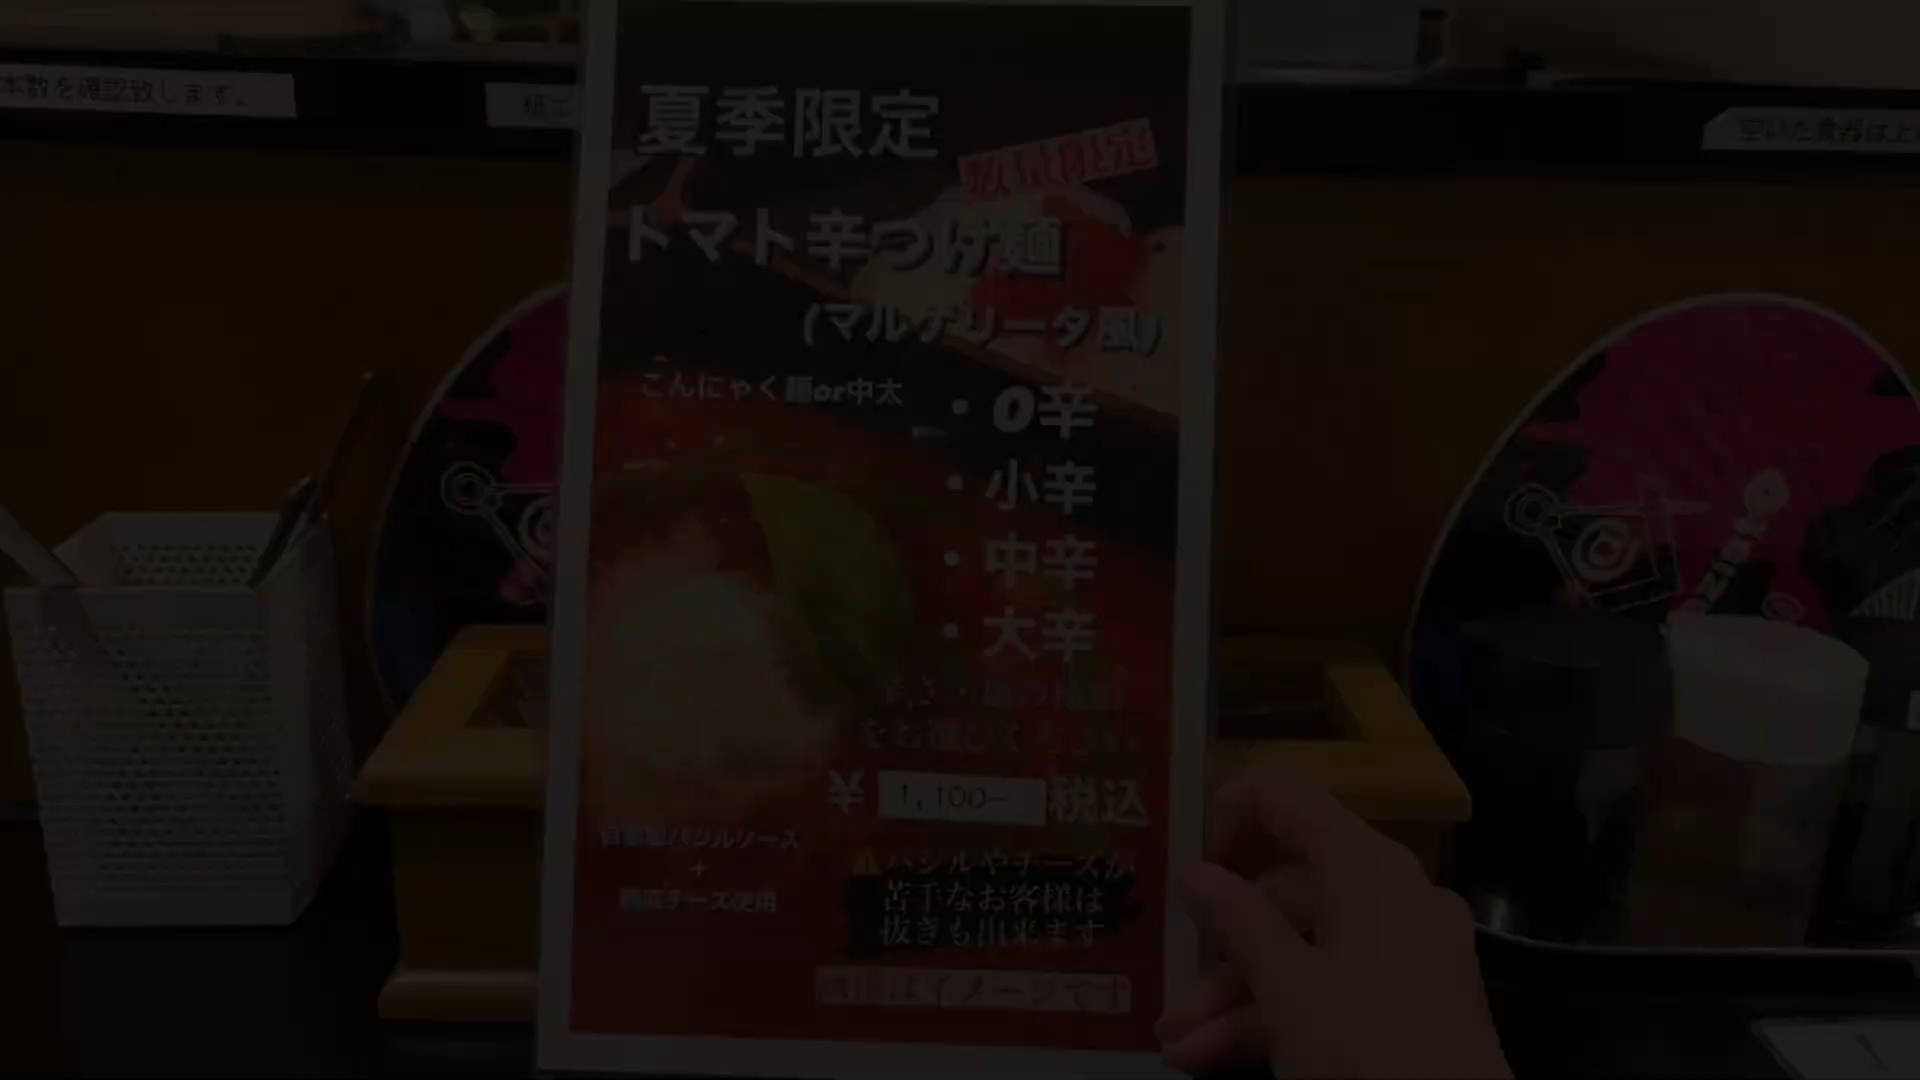 本数を確認致します。
紙エ
空いた食器は上
夏季限定
数量限定
トマト辛つけ麺
(マルゲリータ風)
こんにゃく麺or中太
・0辛
・小辛
・中辛
・大辛
辛さ・麺の種類
をお選びください
¥ 1,100- 税込
自家製バジルソース
+
チーズ使用
⚠バジルやチーズが
苦手なお客様は
抜きも出来ます
はイメージです